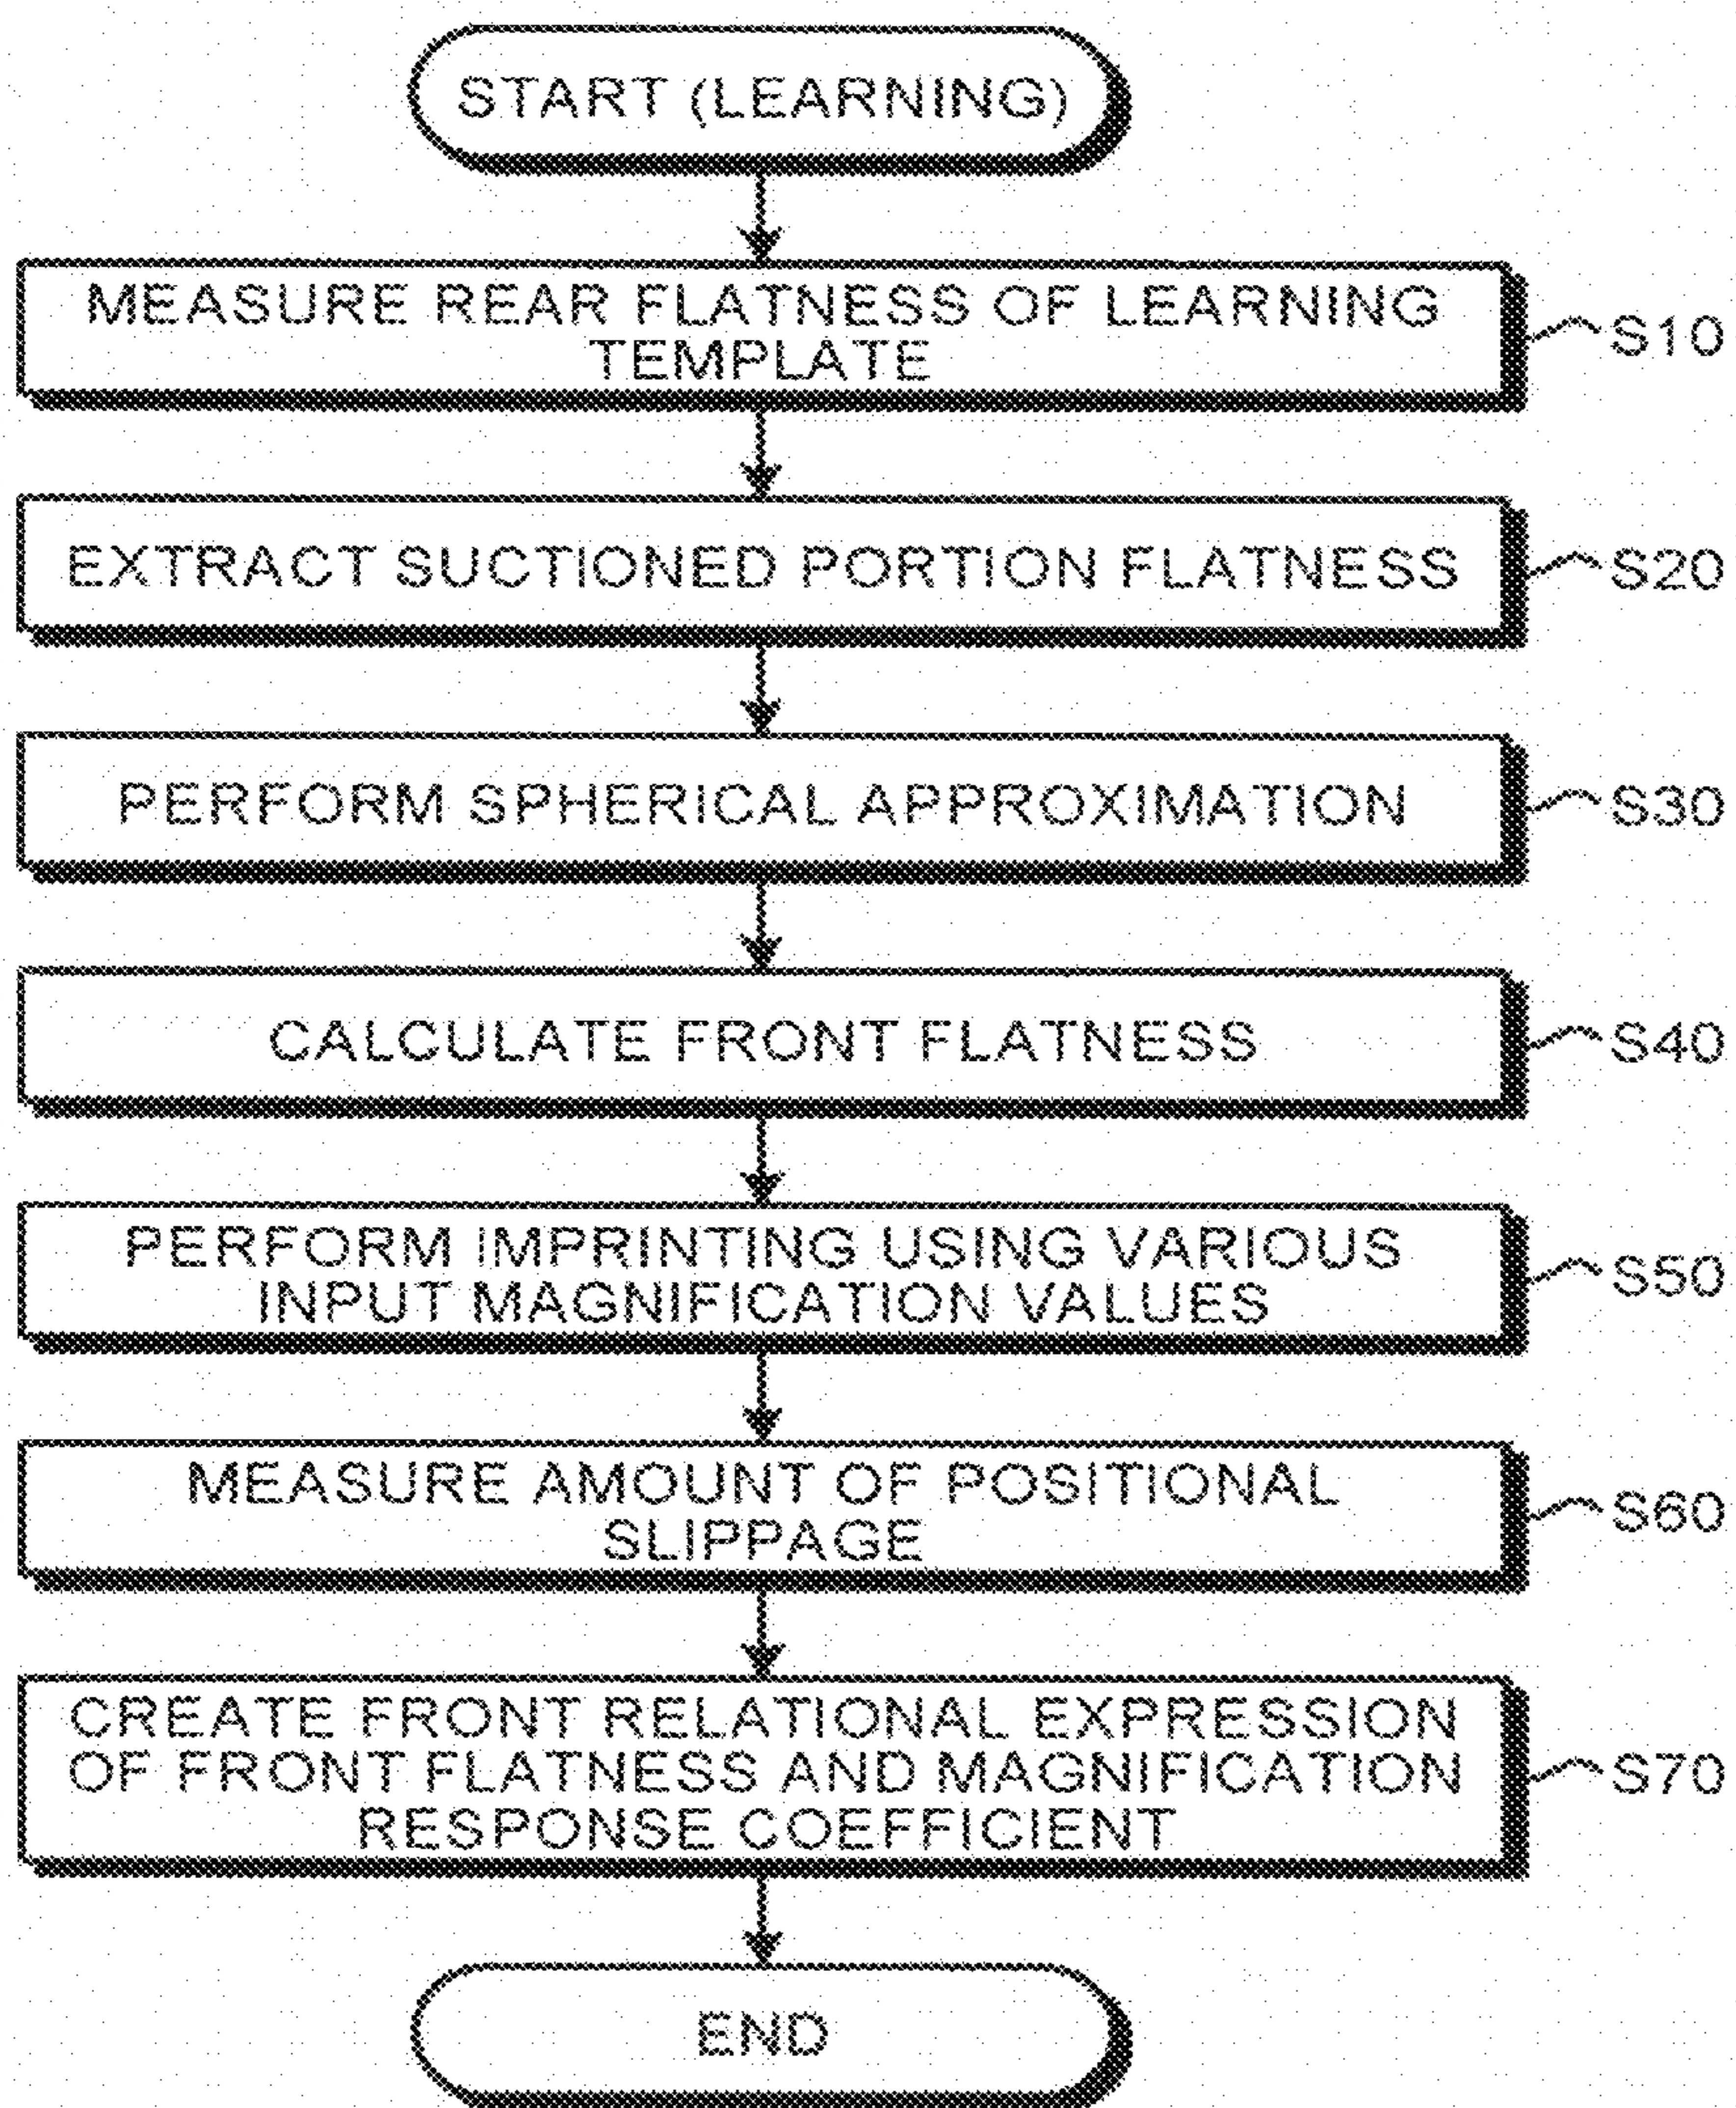 START (LEARNING)
MEASURE REAR FLATNESS OF LEARNING
TEMPLATE
S10
EXTRACT SUCTIONED PORTION FLATNESS
S20
PERFORM SPHERICAL APPROXIMATION
S30
CALCULATE FRONT FLATNESS
S40
PERFORM IMPRINTING USING VARIOUS
INPUT MAGNIFICATION VALUES
S50
MEASURE AMOUNT OF POSITIONAL
SLIPPAGE
S60
CREATE FRONT RELATIONAL EXPRESSION
OF FRONT FLATNESS AND MAGNIFICATION
RESPONSE COEFFICIENT
S70
END